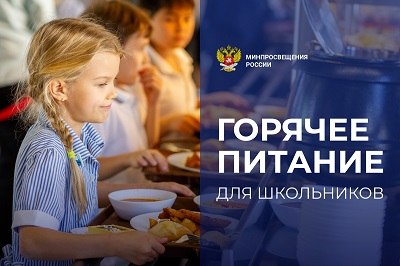 МИНПРОСВЕЩЕНИЯ
РОССИИ
ГОРЯЧЕЕ
ПИТАНИЕ
ДЛЯ ШКОЛЬНИКОВ